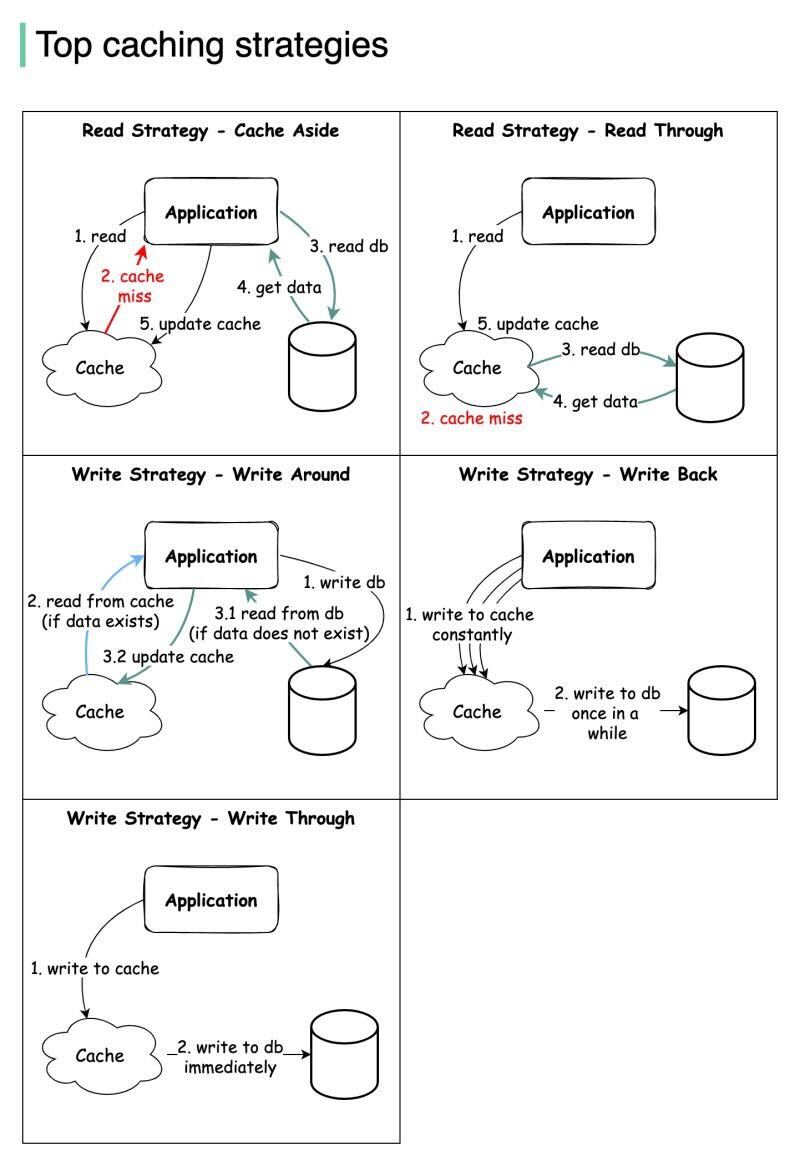 Top caching strategies
Read Strategy - Cache Aside
Application
1. read
3. read db
2. cache
miss
4. get data
5. update cache
Cache
Read Strategy - Read Through
Application
1. read
5. update cache
3. read db
Cache
4. get data
2. cache miss
Write Strategy - Write Around
Application
1. write db
2. read from cache
(if data exists)
3.1 read from db
(if data does not exist)
3.2 update cache
Cache
Write Strategy - Write Back
Application
1. write to cache
constantly
Cache
2. write to db
once in a
while
Write Strategy - Write Through
Application
1. write to cache
Cache
2. write to db
immediately